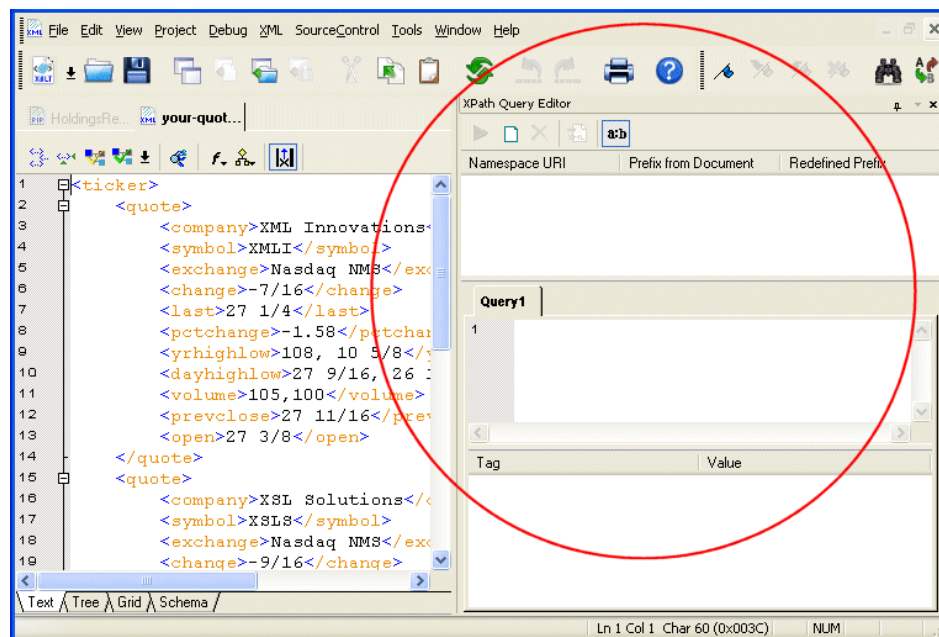 File Edit View Project Debug XML SourceControl Tools Window Help
XPath Query Editor
HoldingsRe... your-quot...
a:b
Namespace URI Prefix from Document Redefined Prefix
1 <ticker>
2 <quote>
3 <company>XML Innovations<
4 <symbol>XMLI</symbol>
5 <exchange>Nasdaq NMS</exc
6 <change>-7/16</change>
7 <last>27 1/4</last>
8 <pctchange>-1.58</pctchan
9 <yrhighlow>108, 10 5/8</y
10 <dayhighlow>27 9/16, 26
11 <volume>105,100</volume>
12 <prevclose>27 11/16</prev
13 <open>27 3/8</open>
14 </quote>
15 <quote>
16 <company>XSL Solutions</c
17 <symbol>XSLS</symbol>
18 <exchange>Nasdaq NMS</exc
19 <change>-9/16</change>
Query1
1
Tag Value
Text Tree Grid Schema
Ln 1 Col 1 Char 60 (0x003C) NUM